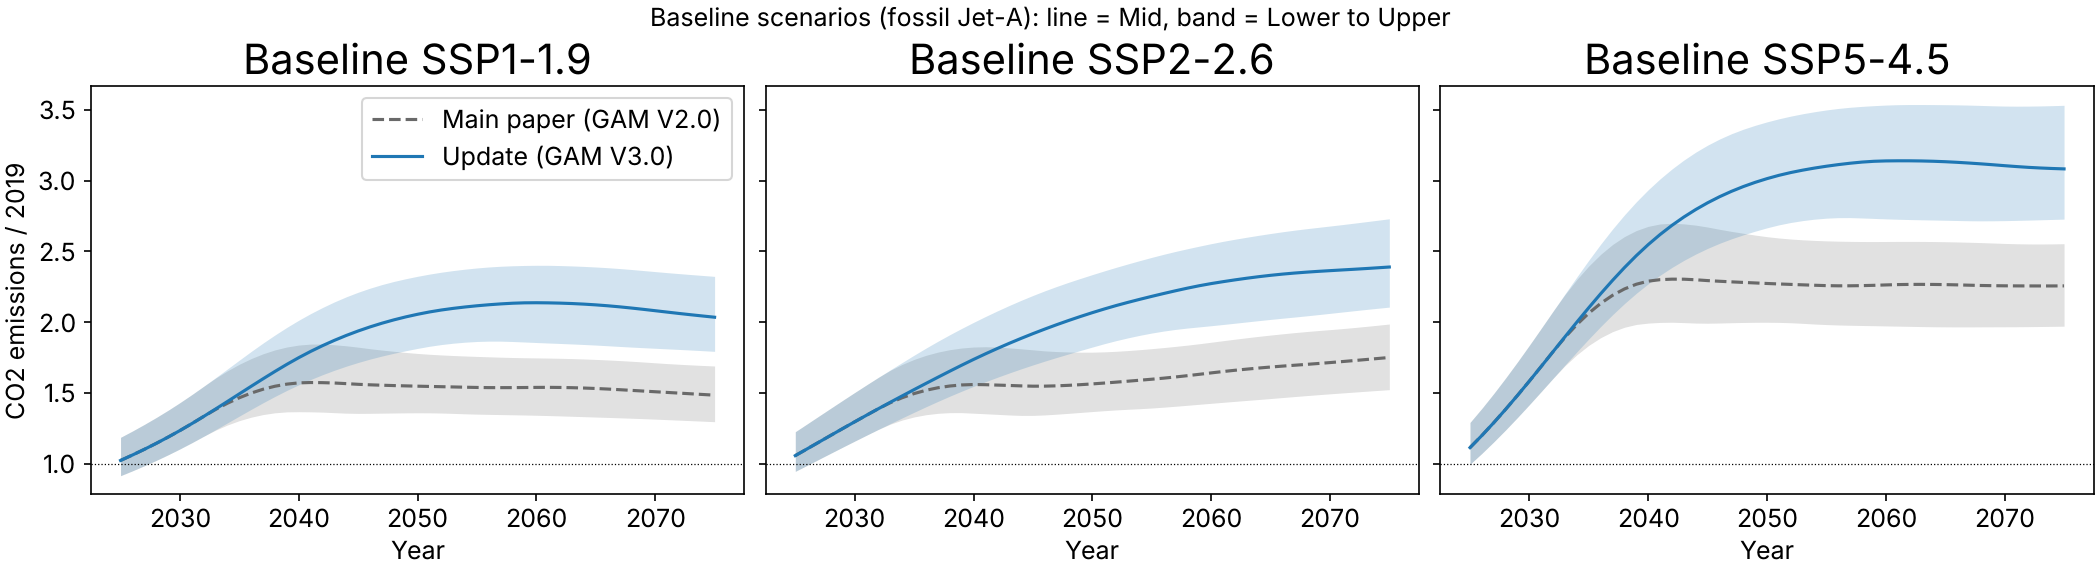 Baseline scenarios (fossil Jet-A): line = Mid, band = Lower to Upper
Baseline SSP1-1.9
Baseline SSP2-2.6
Baseline SSP5-4.5
CO2 emissions / 2019
3.5
3.0
2.5
2.0
1.5
1.0
Main paper (GAM V2.0)
Update (GAM V3.0)
2030 2040 2050 2060 2070
Year
2030 2040 2050 2060 2070
Year
2030 2040 2050 2060 2070
Year